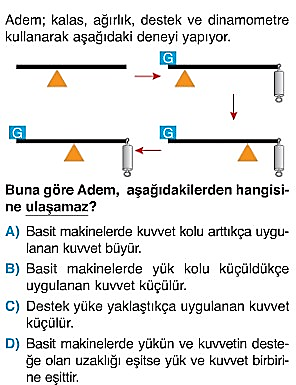 Adem; kalas, ağırlık, destek ve dinamometre
kullanarak aşağıdaki deneyi yapıyor.
G
G
G
Buna göre Adem, aşağıdakilerden hangisi-
ne ulaşamaz?
A) Basit makinelerde kuvvet kolu arttıkça uygu-
lanan kuvvet büyür.
B) Basit makinelerde yük kolu küçüldükçe
uygulanan kuvvet küçülür.
C) Destek yüke yaklaştıkça uygulanan kuvvet
küçülür.
D) Basit makinelerde yükün ve kuvvetin deste-
ğe olan uzaklığı eşitse yük ve kuvvet birbiri-
ne eşittir.